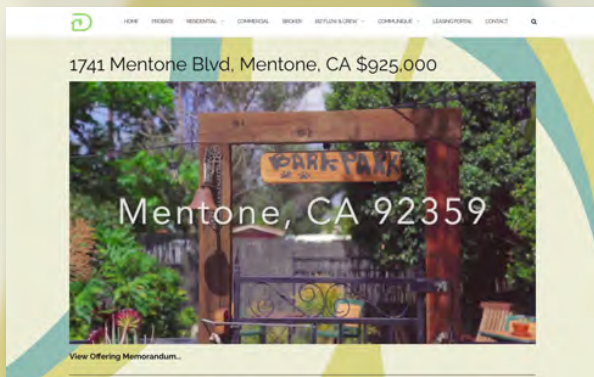 HOME PROBATE RESIDENTIAL COMMERCIAL BROKER COMMUNIQUÉ LEASING PORTAL CONTACT
1741 Mentone Blvd, Mentone, CA $925,000
BARK PARK
Mentone, CA 92359
View Offering Memorandum...